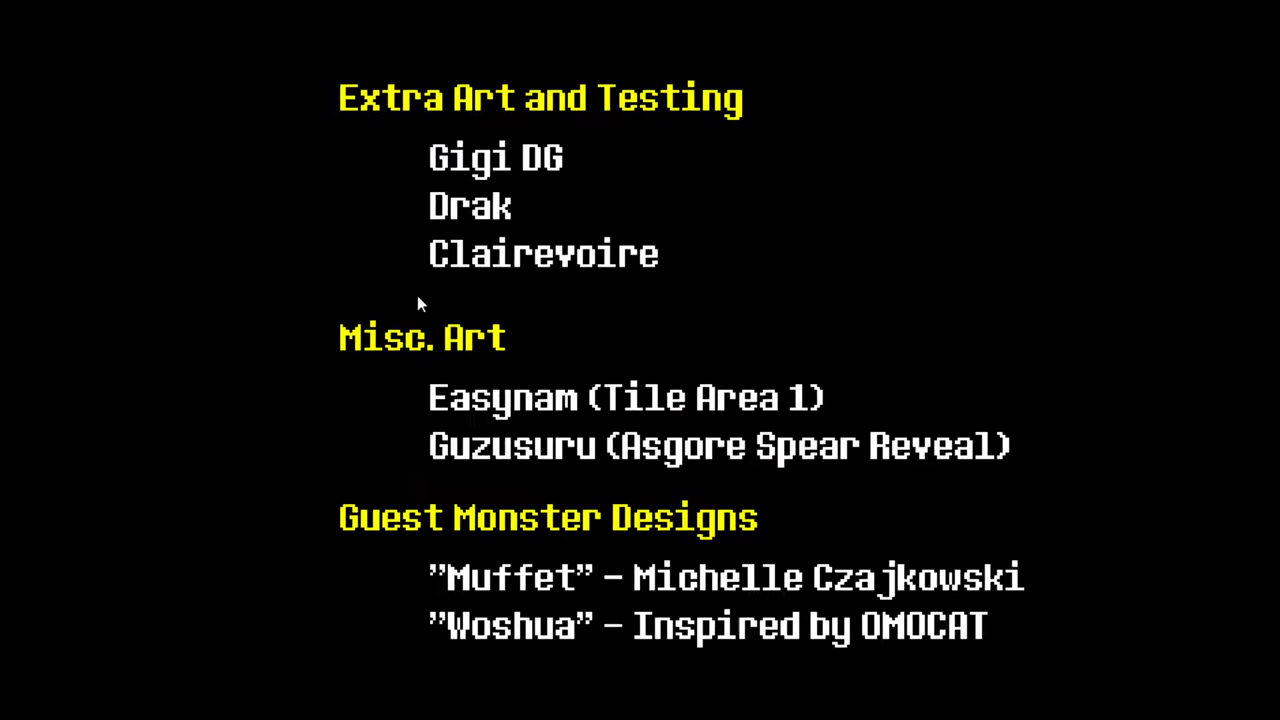 Extra Art and Testing
Gigi DG
Drak
Clairevoire
Misc. Art
Easynam (Tile Area 1)
Guzusuru (Asgore Spear Reveal)
Guest Monster Designs
"Muffet" - Michelle Czajkowski
"Woshua" - Inspired by OMOCAT